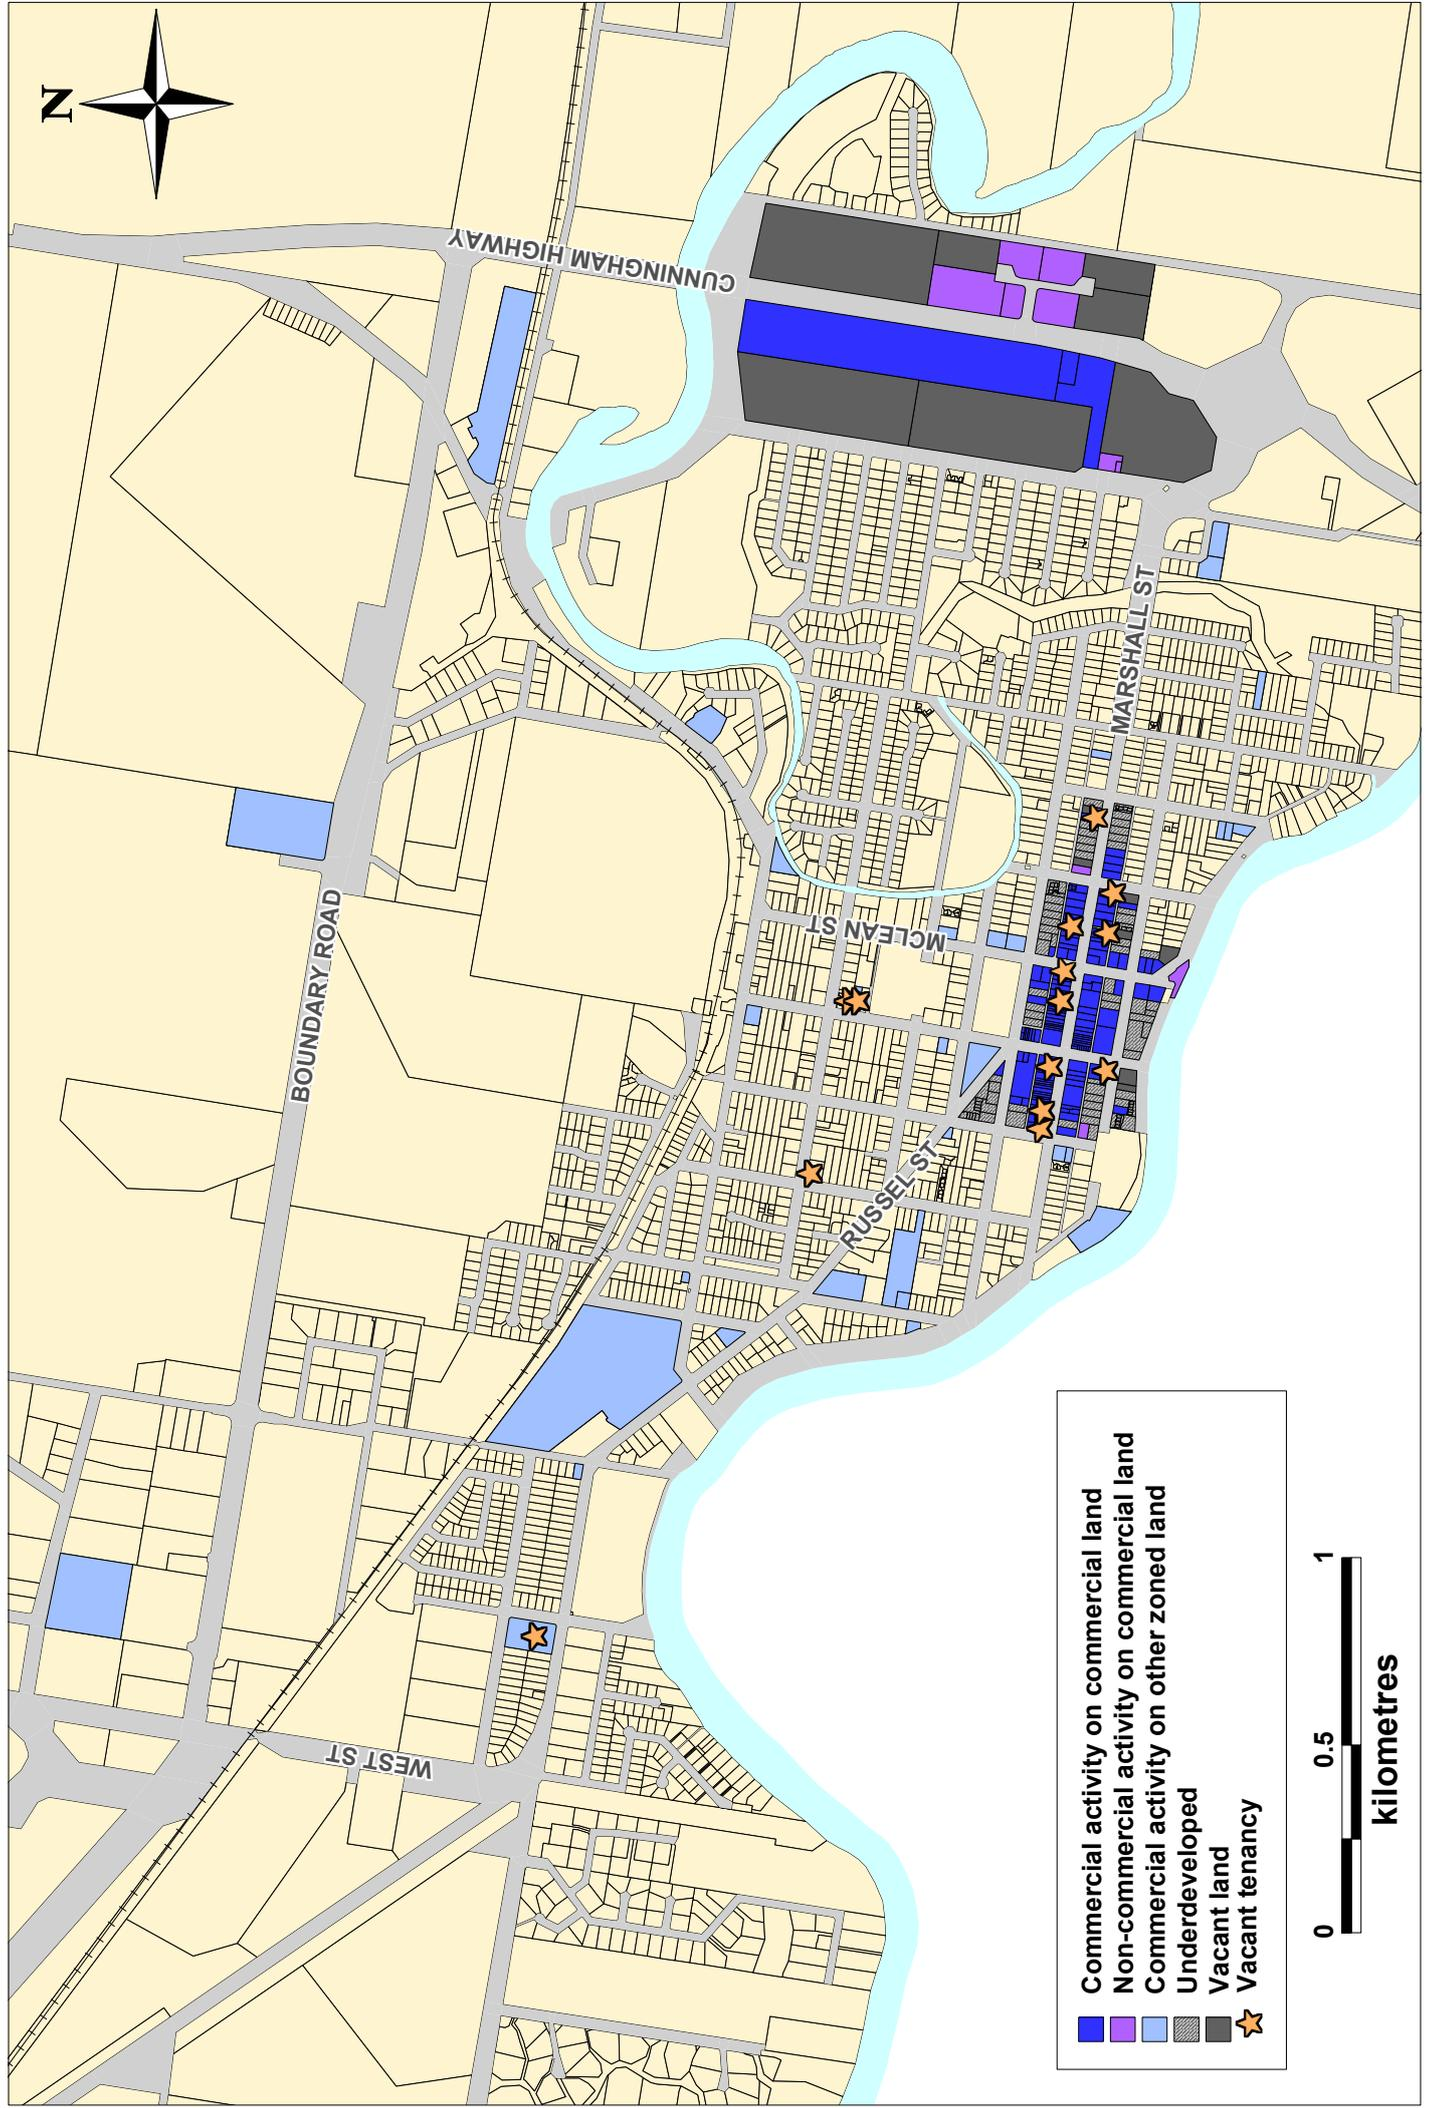 N
CUNNINGHAM HIGHWAY
BOUNDARY ROAD
MARSHALL ST
MCLEAN ST
RUSSEL ST
WEST ST
Commercial activity on commercial land
Non-commercial activity on commercial land
Commercial activity on other zoned land
Underdeveloped
Vacant land
Vacant tenancy
0 0.5 1
kilometres